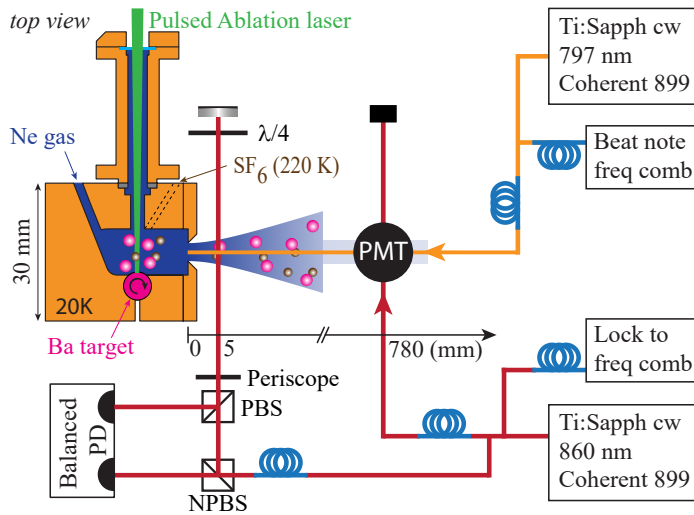 top view
Pulsed Ablation laser
Ti:Sapph cw
797 nm
Coherent 899
λ/4
Ne gas
SF6 (220 K)
Beat note
freq comb
30 mm
PMT
20K
Ba target
0 5 780 (mm)
Lock to
freq comb
Periscope
PBS
Balanced
PD
NPBS
Ti:Sapph cw
860 nm
Coherent 899